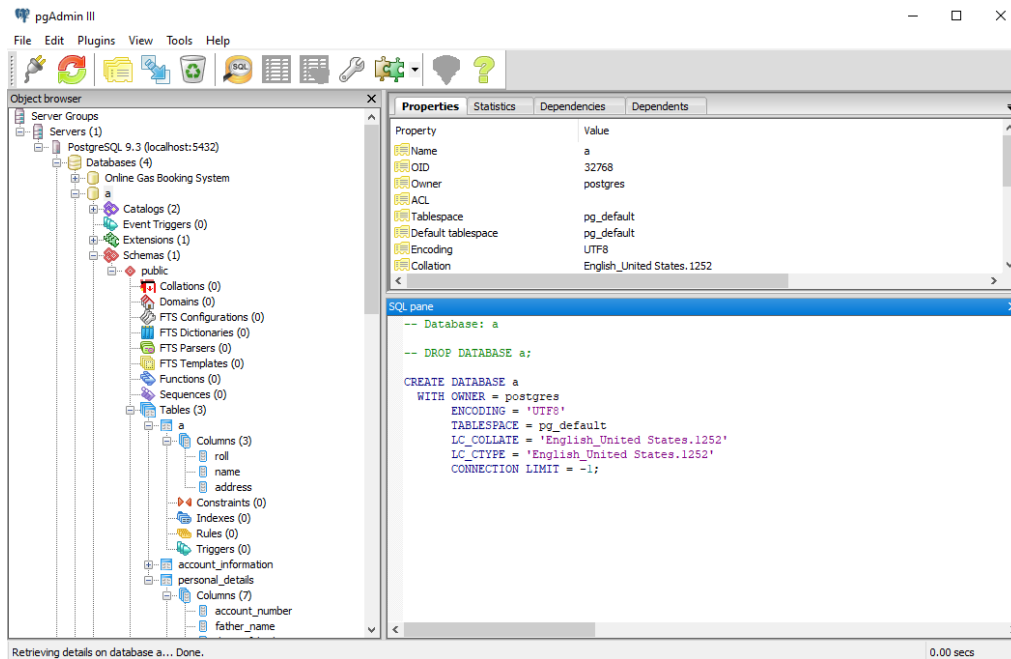 pgAdmin III
File Edit Plugins View Tools Help
SQL
Object browser
Server Groups
Servers (1)
PostgreSQL 9.3 (localhost:5432)
Databases (4)
Online Gas Booking System
a
Catalogs (2)
Event Triggers (0)
Extensions (1)
Schemas (1)
public
Collations (0)
Domains (0)
FTS Configurations (0)
FTS Dictionaries (0)
FTS Parsers (0)
FTS Templates (0)
Functions (0)
Sequences (0)
Tables (3)
a
Columns (3)
roll
name
address
Constraints (0)
Indexes (0)
Rules (0)
Triggers (0)
account_information
personal_details
Columns (7)
account_number
father_name
Properties Statistics Dependencies Dependents
Property Value
Name a
OID 32768
Owner postgres
ACL
Tablespace pg_default
Default tablespace pg_default
Encoding UTF8
Collation English_United States.1252
SQL pane
-- Database: a
-- DROP DATABASE a;
CREATE DATABASE a
WITH OWNER = postgres
ENCODING = 'UTF8'
TABLESPACE = pg_default
LC_COLLATE = 'English_United States.1252'
LC_CTYPE = 'English_United States.1252'
CONNECTION LIMIT = -1;
Retrieving details on database a... Done. 0.00 secs